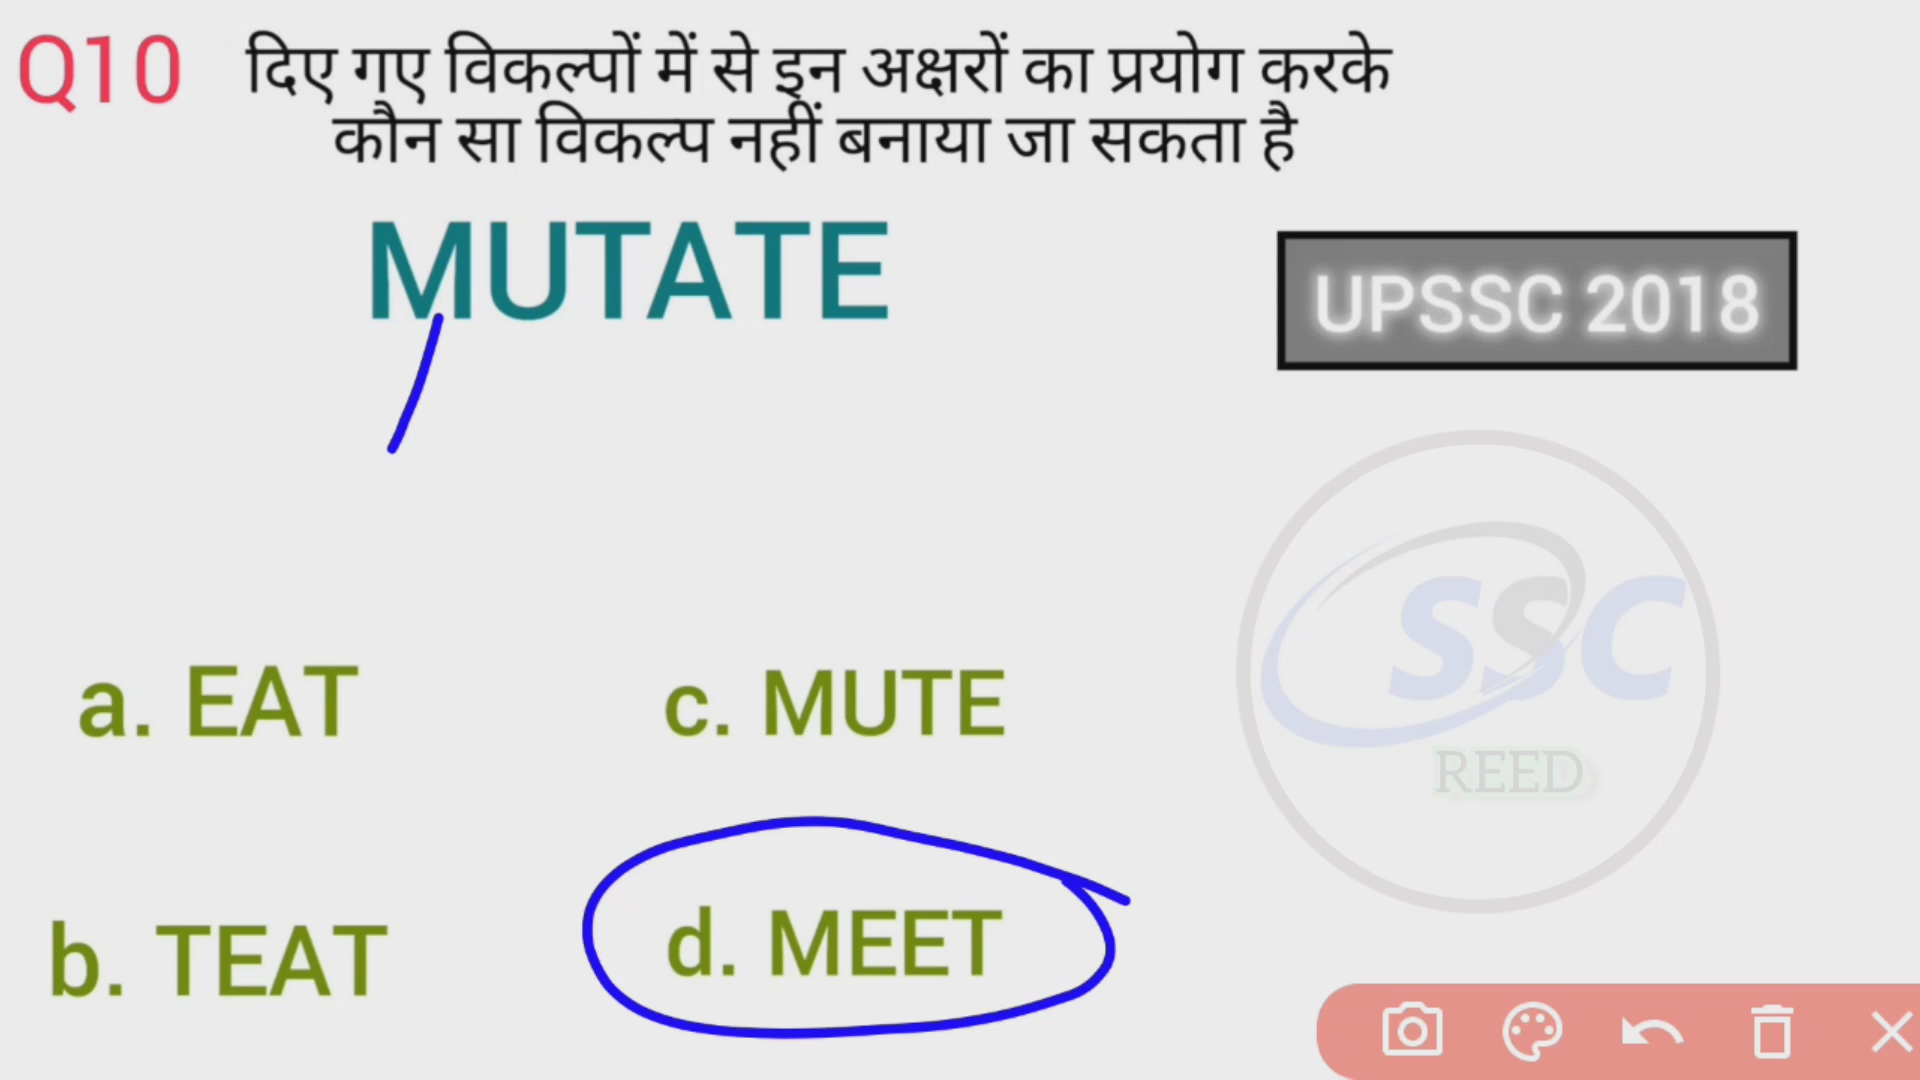 Q10 दिए गए विकल्पों में से इन अक्षरों का प्रयोग करके
कौन सा विकल्प नहीं बनाया जा सकता है
MUTATE
UPSSC 2018
a. EAT
c. MUTE
b. TEAT
d. MEET
SSC
REED